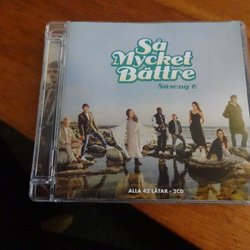 Så
Mycket
Bättre
Säsong 6
ALLA 42 LÅTAR - 2CD